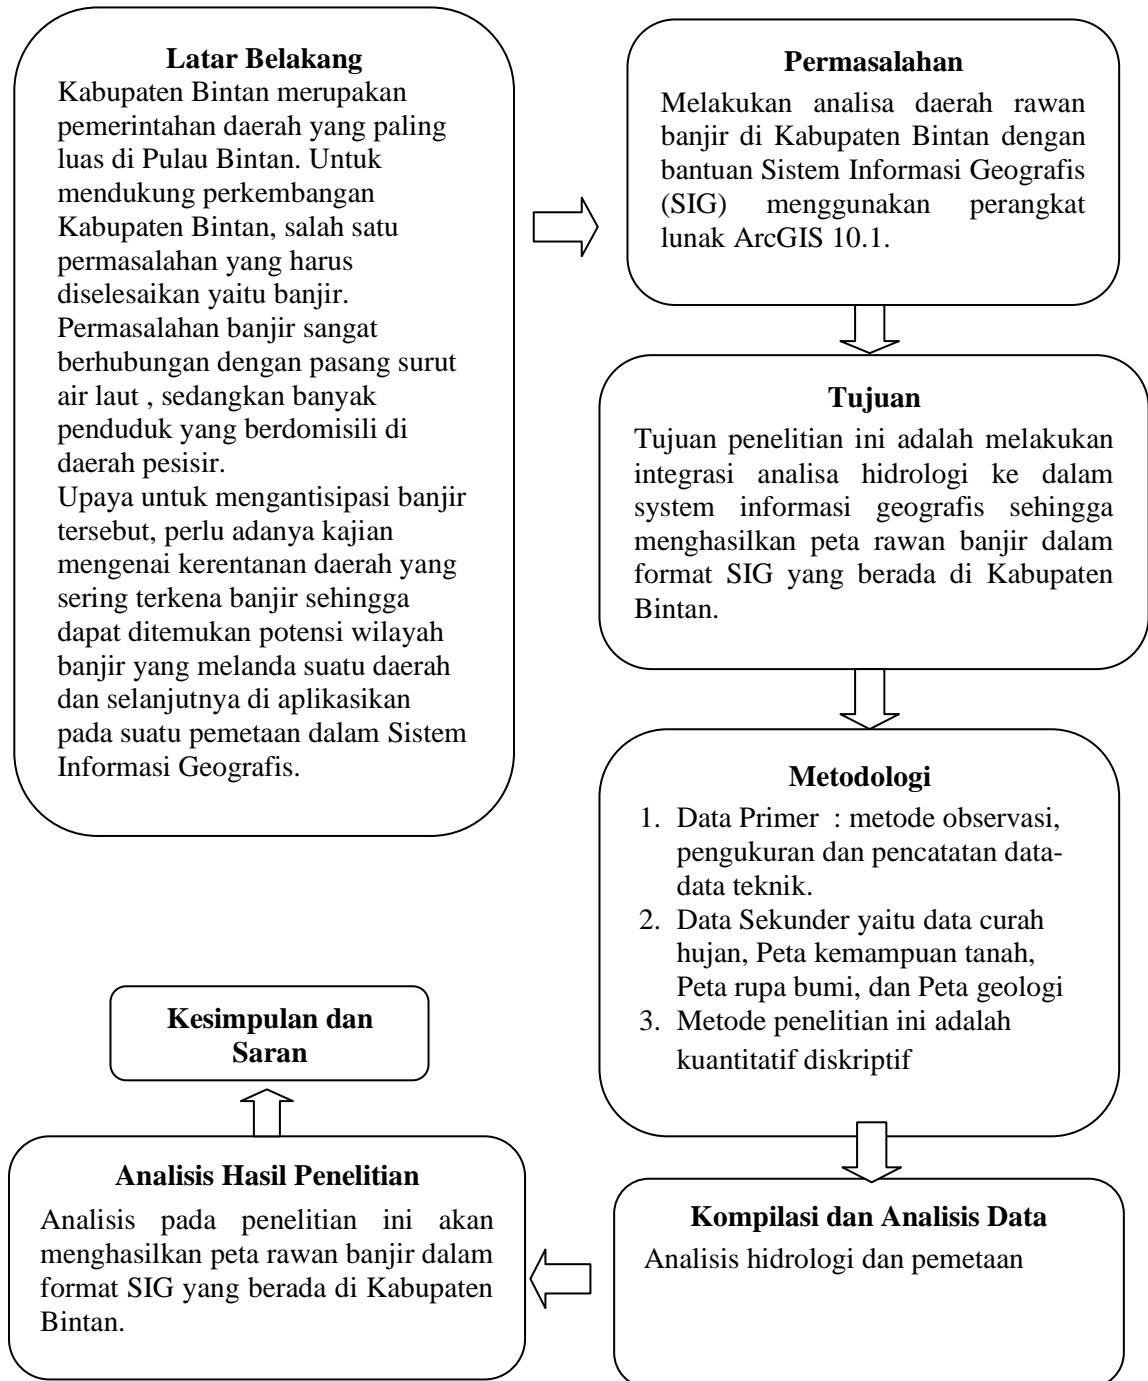 Latar Belakang
Kabupaten Bintan merupakan
pemerintahan daerah yang paling
luas di Pulau Bintan. Untuk
mendukung perkembangan
Kabupaten Bintan, salah satu
permasalahan yang harus
diselesaikan yaitu banjir.
Permasalahan banjir sangat
berhubungan dengan pasang surut
air laut , sedangkan banyak
penduduk yang berdomisili di
daerah pesisir.
Upaya untuk mengantisipasi banjir
tersebut, perlu adanya kajian
mengenai kerentanan daerah yang
sering terkena banjir sehingga
dapat ditemukan potensi wilayah
banjir yang melanda suatu daerah
dan selanjutnya di aplikasikan
pada suatu pemetaan dalam Sistem
Informasi Geografis.
Permasalahan
Melakukan analisa daerah rawan
banjir di Kabupaten Bintan dengan
bantuan Sistem Informasi Geografis
(SIG) menggunakan perangkat
lunak ArcGIS 10.1.
Tujuan
Tujuan penelitian ini adalah melakukan
integrasi analisa hidrologi ke dalam
system informasi geografis sehingga
menghasilkan peta rawan banjir dalam
format SIG yang berada di Kabupaten
Bintan.
Metodologi
1. Data Primer : metode observasi,
pengukuran dan pencatatan data-
data teknik.
2. Data Sekunder yaitu data curah
hujan, Peta kemampuan tanah,
Peta rupa bumi, dan Peta geologi
3. Metode penelitian ini adalah
kuantitatif diskriptif
Kompilasi dan Analisis Data
Analisis hidrologi dan pemetaan
Analisis Hasil Penelitian
Analisis pada penelitian ini akan
menghasilkan peta rawan banjir dalam
format SIG yang berada di Kabupaten
Bintan.
Kesimpulan dan
Saran